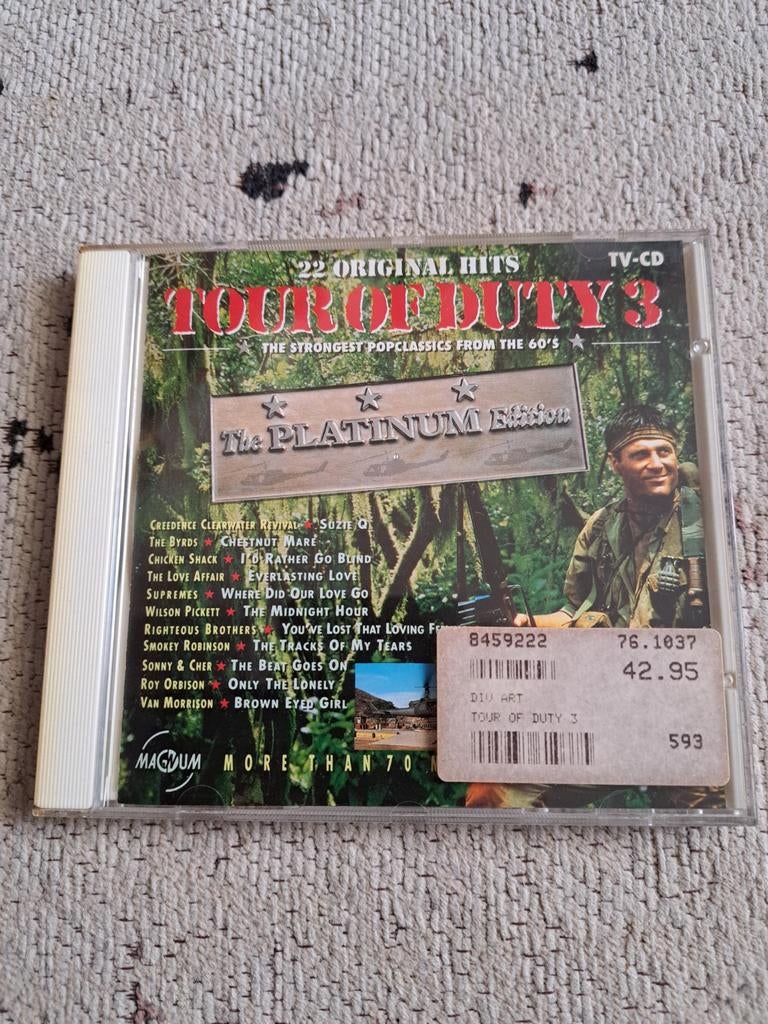 22 ORIGINAL HITS
TV-CD
TOUR OF DUTY 3
★ THE STRONGEST POPCLASSICS FROM THE 60'S ★
The PLATINUM Edition
CREEDENCE CLEARWATER REVIVAL ★ SUZIE Q
THE BYRDS ★ CHESTNUT MARE
CHICKEN SHACK ★ I'D RATHER GO BLIND
THE LOVE AFFAIR ★ EVERLASTING LOVE
SUPREMES ★ WHERE DID OUR LOVE GO
WILSON PICKETT ★ THE MIDNIGHT HOUR
RIGHTEOUS BROTHERS ★ YOU'VE LOST THAT LOVING
SMOKEY ROBINSON ★ THE TRACKS OF MY TEARS
SONNY & CHER ★ THE BEAT GOES ON
ROY ORBISON ★ ONLY THE LONELY
VAN MORRISON ★ BROWN EYED GIRL
MAGNUM
MORE THAN 70
8459222 76.1037
42.95
DIV ART
TOUR OF DUTY 3
593